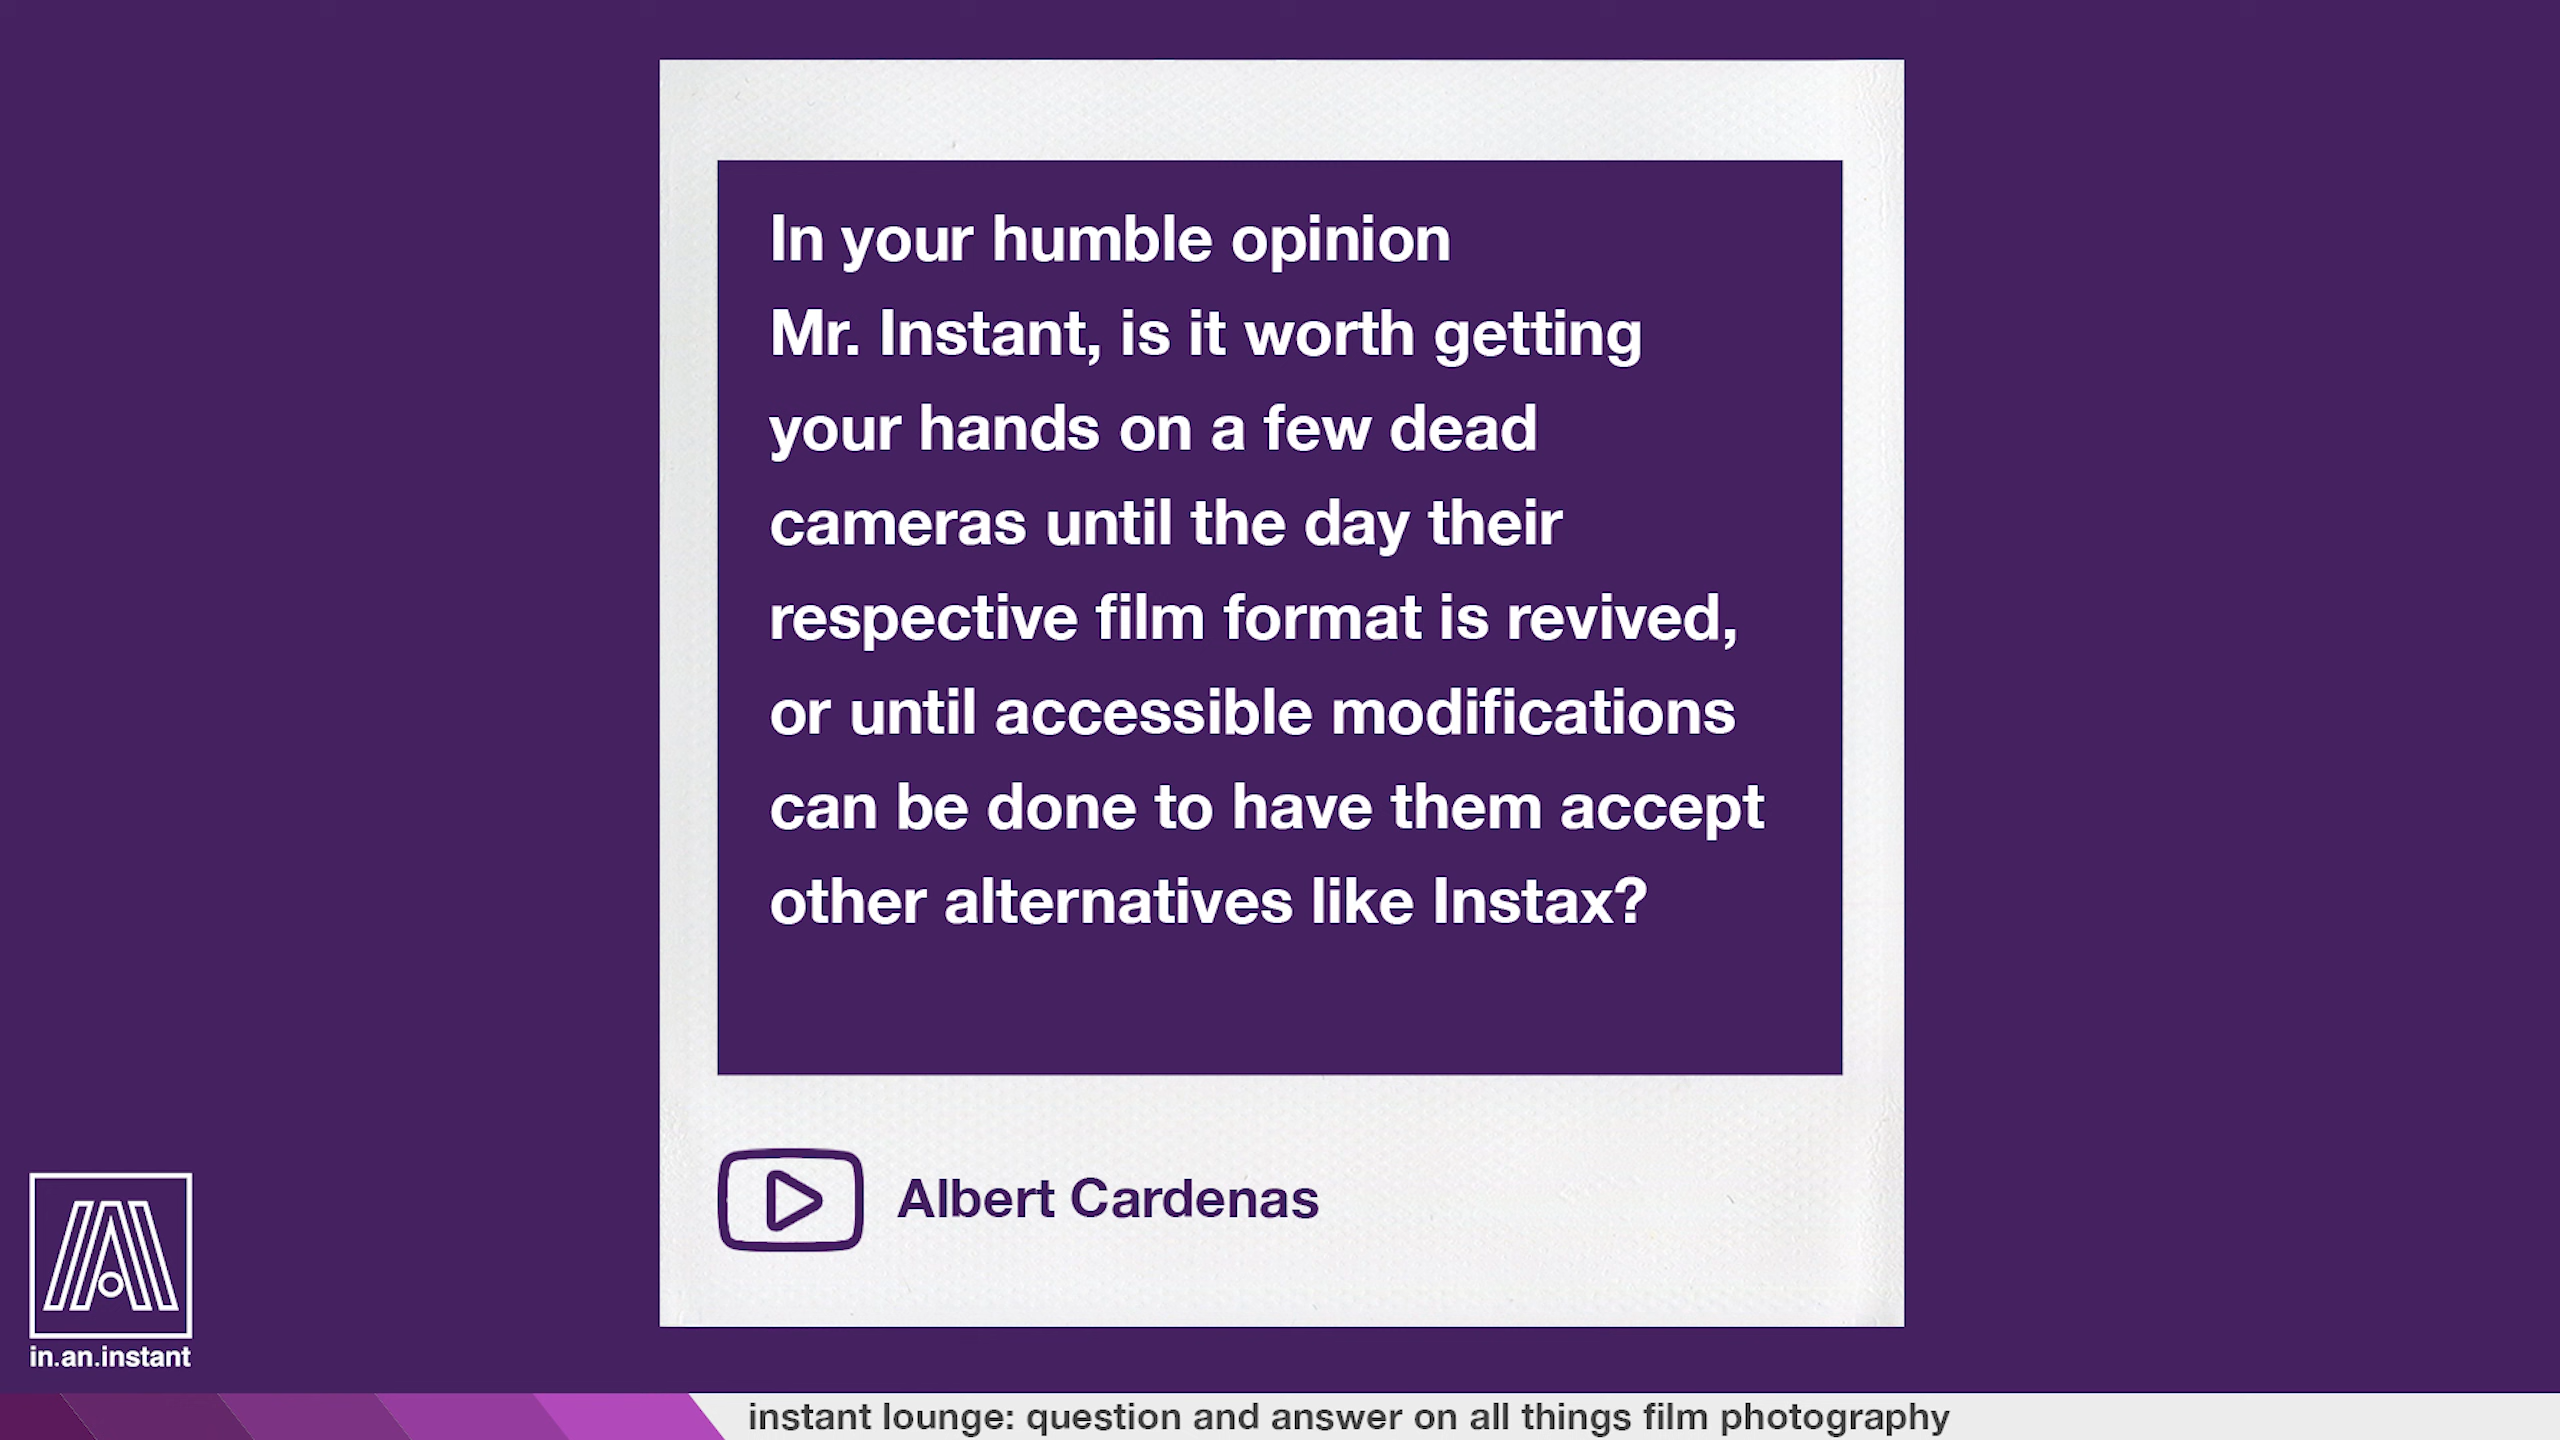 In your humble opinion
Mr. Instant, is it worth getting
your hands on a few dead
cameras until the day their
respective film format is revived,
or until accessible modifications
can be done to have them accept
other alternatives like Instax?
Albert Cardenas
in.an.instant
instant lounge: question and answer on all things film photography